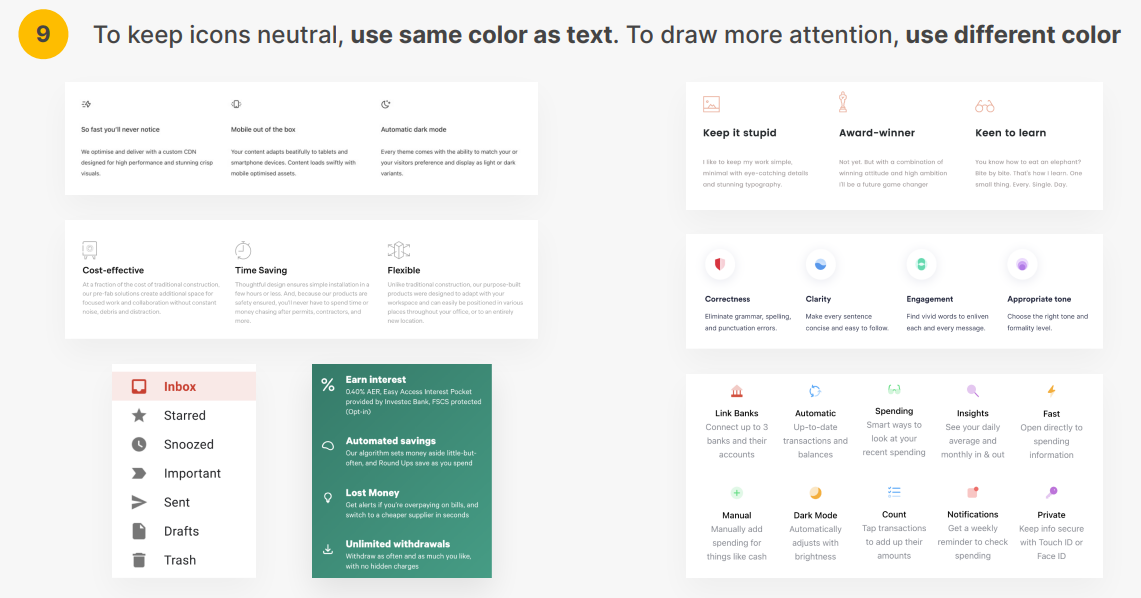 9
To keep icons neutral, use same color as text. To draw more attention, use different color
So fast you'll never notice
We optimise and deliver with a custom CDN
designed for high performance and stunning crisp
visuals.
Mobile out of the box
Your content adapts beatifully to tablets and
smartphone devices. Content loads swiftly with
mobile optimised assets.
Automatic dark mode
Every theme comes with the ability to match your or
your visitors preference and display as light or dark
variants.
Cost-effective
At a fraction of the cost of traditional construction,
our pre-fab solutions create additional space for
focused work and collaboration without constant
noise, debris and distraction.
Time Saving
Thoughtful design ensures simple installation in a
few hours or less. And, because our products are
safety ensured, you'll never have to spend time or
money chasing after permits, contractors, and
more.
Flexible
Unlike traditional construction, our purpose-built
products were designed to adapt with your
workspace and can easily be positioned in various
places throughout your office, or to an entirely
new location.
Inbox
Starred
Snoozed
Important
Sent
Drafts
Trash
Earn interest
0.40% AER, Easy Access Interest Pocket
provided by Investec Bank, FSCS protected
(Opt-in)
Automated savings
Our algorithm sets money aside little-but-
often, and Round Ups save as you spend
Lost Money
Get alerts if you're overpaying on bills, and
switch to a cheaper supplier in seconds
Unlimited withdrawals
Withdraw as often and as much you like,
with no hidden charges
Keep it stupid
I like to keep my work simple,
minimal with eye-catching details
and stunning typography.
Award-winner
Not yet. But with a combination of
winning attitude and high ambition
I'll be a future game changer
Keen to learn
You know how to eat an elephant?
Bite by bite. That's how I learn. One
small thing. Every. Single. Day.
Correctness
Eliminate grammar, spelling,
and punctuation errors.
Clarity
Make every sentence
concise and easy to follow.
Engagement
Find vivid words to enliven
each and every message.
Appropriate tone
Choose the right tone and
formality level.
Link Banks
Connect up to 3
banks and their
accounts
Automatic
Up-to-date
transactions and
balances
Spending
Smart ways to
look at your
recent spending
Insights
See your daily
average and
monthly in & out
Fast
Open directly to
spending
information
Manual
Manually add
spending for
things like cash
Dark Mode
Automatically
adjusts with
brightness
Count
Tap transactions
to add up their
amounts
Notifications
Get a weekly
reminder to check
spending
Private
Keep info secure
with Touch ID or
Face ID